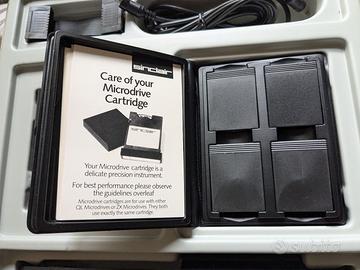 sinclair
Care of your
Microdrive
Cartridge
sinclair
Your Microdrive cartridge is a
delicate precision instrument.
For best performance please observe
the guidelines overleaf
Microdrive cartridges are for use with either
QL Microdrives or ZX Microdrives. They both
use exactly the same cartridge.
subito